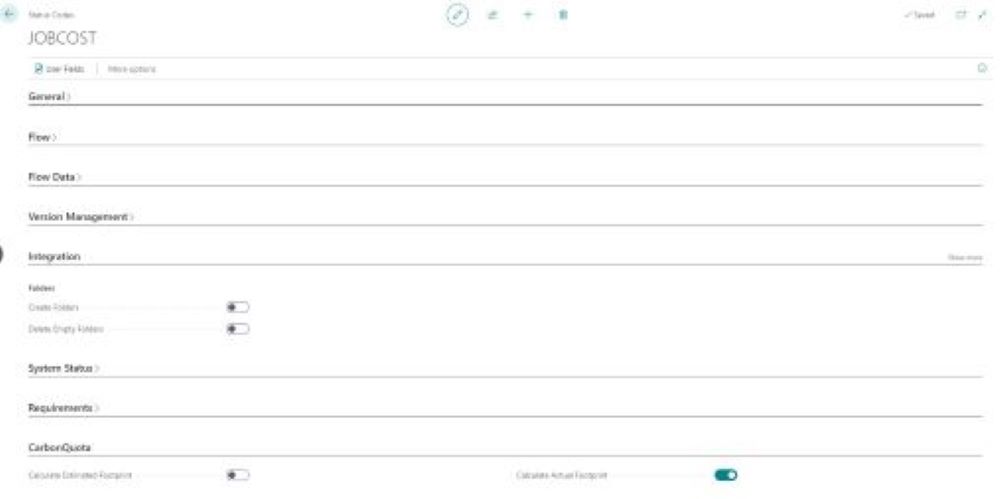 Status Codes
Saved
JOBCOST
User Fields | More options
General
Flow
Flow Data
Version Management
Integration
Show more
Folders
Create Folders
Delete Empty Folders
System Status
Requirements
CarbonQuota
Calculate Estimated Footprint
Calculate Actual Footprint